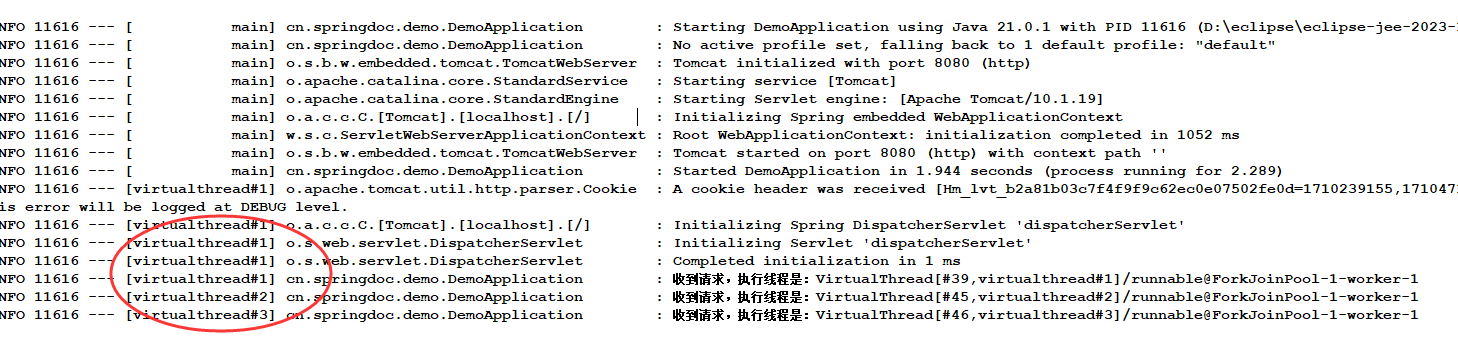 NFO 11616 --- [           main] cn.springdoc.demo.DemoApplication        : Starting DemoApplication using Java 21.0.1 with PID 11616 (D:\eclipse\eclipse-jee-2023-
NFO 11616 --- [           main] cn.springdoc.demo.DemoApplication        : No active profile set, falling back to 1 default profile: "default"
NFO 11616 --- [           main] o.s.b.w.embedded.tomcat.TomcatWebServer  : Tomcat initialized with port 8080 (http)
NFO 11616 --- [           main] o.apache.catalina.core.StandardService   : Starting service [Tomcat]
NFO 11616 --- [           main] o.apache.catalina.core.StandardEngine    : Starting Servlet engine: [Apache Tomcat/10.1.19]
NFO 11616 --- [           main] o.a.c.c.C.[Tomcat].[localhost].[/]       : Initializing Spring embedded WebApplicationContext
NFO 11616 --- [           main] w.s.c.ServletWebServerApplicationContext : Root WebApplicationContext: initialization completed in 1052 ms
NFO 11616 --- [           main] o.s.b.w.embedded.tomcat.TomcatWebServer  : Tomcat started on port 8080 (http) with context path ''
NFO 11616 --- [           main] cn.springdoc.demo.DemoApplication        : Started DemoApplication in 1.944 seconds (process running for 2.289)
NFO 11616 --- [virtualthread#1] o.apache.tomcat.util.http.parser.Cookie  : A cookie header was received [Hm_lvt_b2a81b03c7f4f9f9c62ec0e07502fe0d=1710239155,171047
is error will be logged at DEBUG level.
NFO 11616 --- [virtualthread#1] o.a.c.c.C.[Tomcat].[localhost].[/]       : Initializing Spring DispatcherServlet 'dispatcherServlet'
NFO 11616 --- [virtualthread#1] o.s.web.servlet.DispatcherServlet        : Initializing Servlet 'dispatcherServlet'
NFO 11616 --- [virtualthread#1] o.s.web.servlet.DispatcherServlet        : Completed initialization in 1 ms
NFO 11616 --- [virtualthread#1] cn.springdoc.demo.DemoApplication        : 收到请求，执行线程是：VirtualThread[#39,virtualthread#1]/runnable@ForkJoinPool-1-worker-1
NFO 11616 --- [virtualthread#2] cn.springdoc.demo.DemoApplication        : 收到请求，执行线程是：VirtualThread[#45,virtualthread#2]/runnable@ForkJoinPool-1-worker-1
NFO 11616 --- [virtualthread#3] cn.springdoc.demo.DemoApplication        : 收到请求，执行线程是：VirtualThread[#46,virtualthread#3]/runnable@ForkJoinPool-1-worker-1